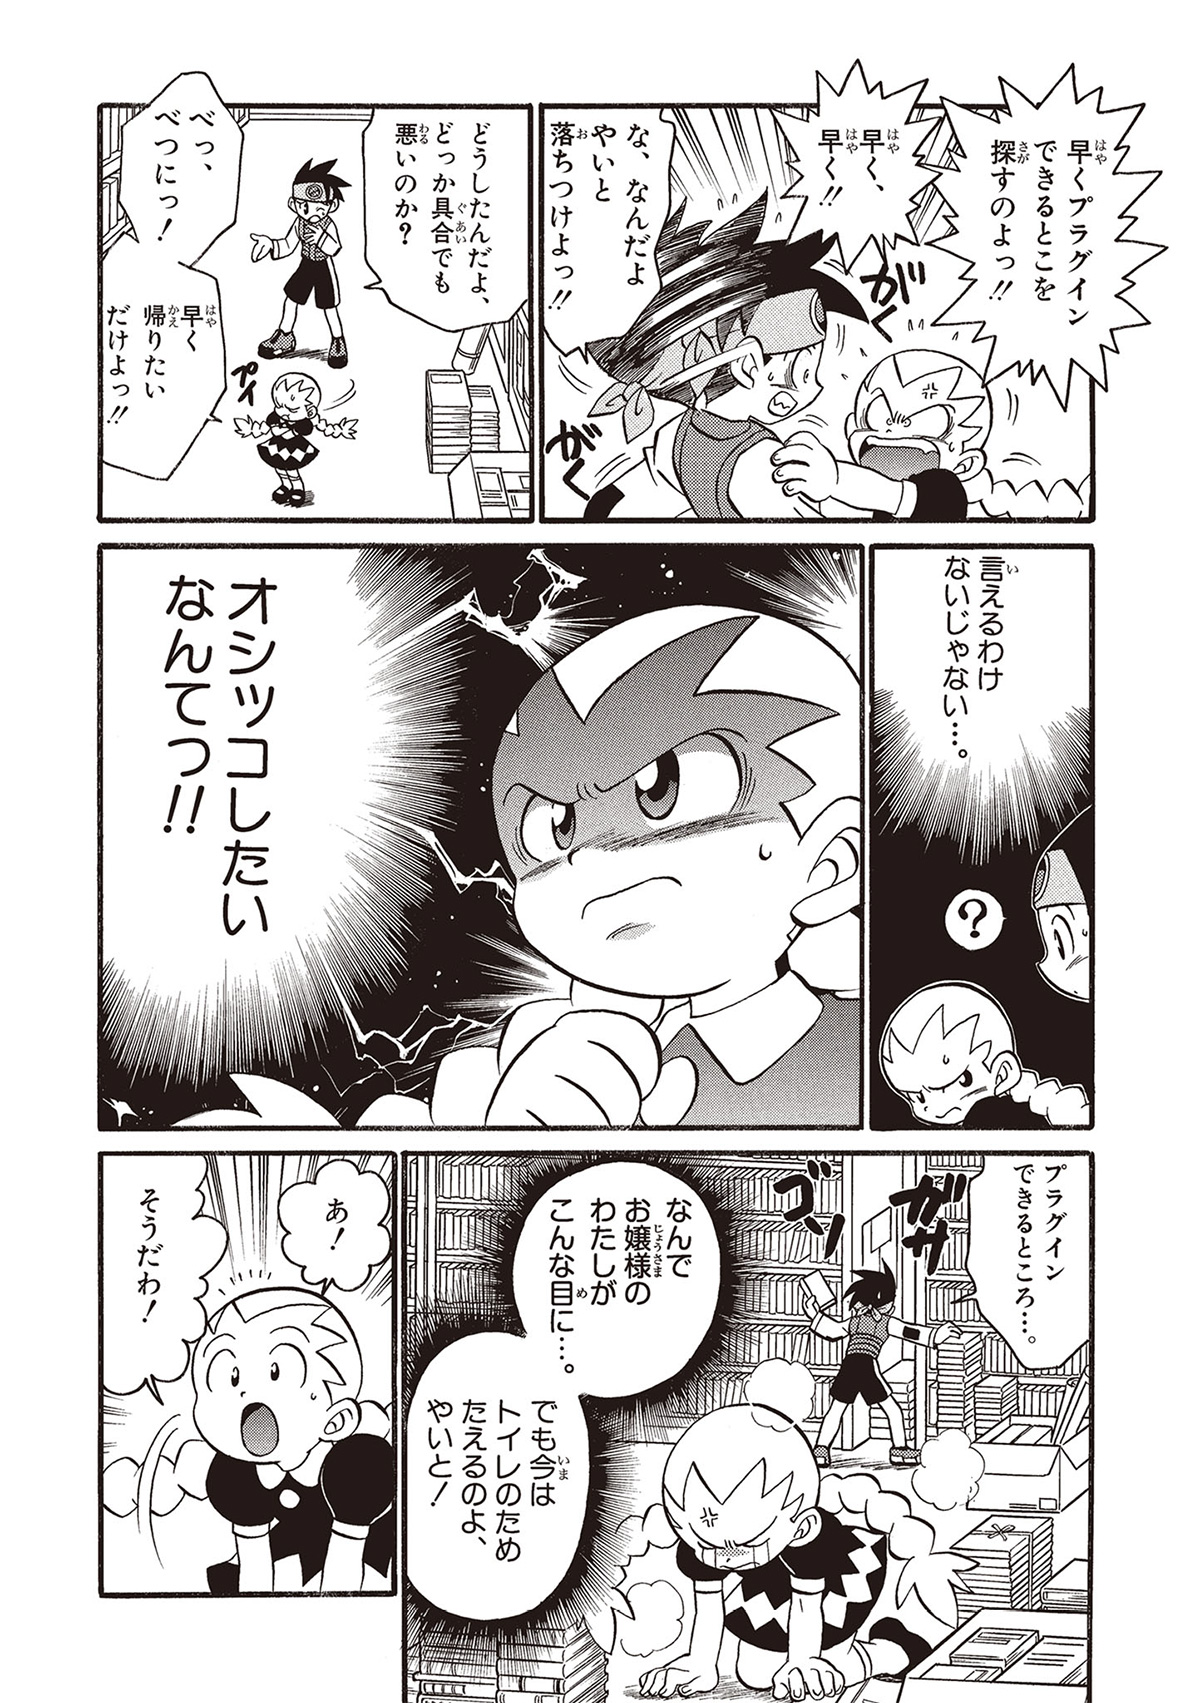 早くプラグイン
できるとこを
探すのよっ!!
早く、
早く!!
な、なんだよ
やいと
落ちつけよっ!!
ガク
がく
どうしたんだよ、
どっか具合でも
悪いのか?
べっ、
べつにっ!
プイ
早く
帰りたい
だけよっ!!
言えるわけ
ないじゃない…。
?
オシッコしたい
なんてっ!!
プラグイン
できるところ…。
ガサ
ゴソ
なんで
お嬢様の
わたしが
こんな目に…。
でも今は
トイレのため
たえるのよ、
やいと!
あ!
そうだわ!